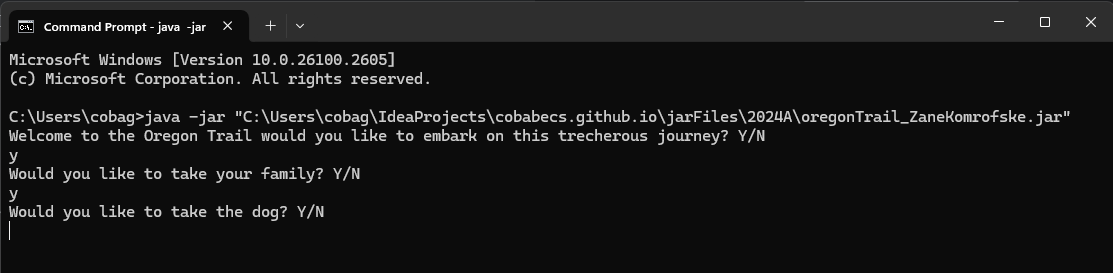 Command Prompt - java -jar
Microsoft Windows [Version 10.0.26100.2605]
(c) Microsoft Corporation. All rights reserved.
C:\Users\cobag>java -jar "C:\Users\cobag\IdeaProjects\cobabecs.github.io\jarFiles\2024A\oregonTrail_ZaneKomrofske.jar"
Welcome to the Oregon Trail would you like to embark on this trecherous journey? Y/N
y
Would you like to take your family? Y/N
y
Would you like to take the dog? Y/N